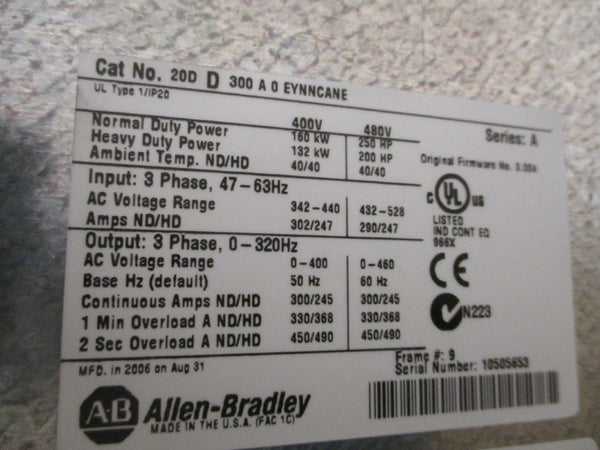 Cat No. 20D D 300 A 0 EYNNCANE
UL Type 1/IP20
Series: A
400V 480V
Normal Duty Power 160 kW 250 HP
Heavy Duty Power 132 kW 200 HP
Ambient Temp. ND/HD 40/40 40/40
Original Firmware No. 3.004
Input: 3 Phase, 47-63Hz
AC Voltage Range 342-440 432-528
Amps ND/HD 302/247 290/247
C UL US
LISTED
IND CONT EQ
966X
Output: 3 Phase, 0-320Hz
AC Voltage Range 0-400 0-460
Base Hz (default) 50 Hz 60 Hz
Continuous Amps ND/HD 300/245 300/245
1 Min Overload A ND/HD 330/368 330/368
2 Sec Overload A ND/HD 450/490 450/490
CE
N223
MFD. in 2006 on Aug 31
Frame #: 9
Serial Number: 10505653
A-B Allen-Bradley
MADE IN THE U.S.A. (FAC 1C)